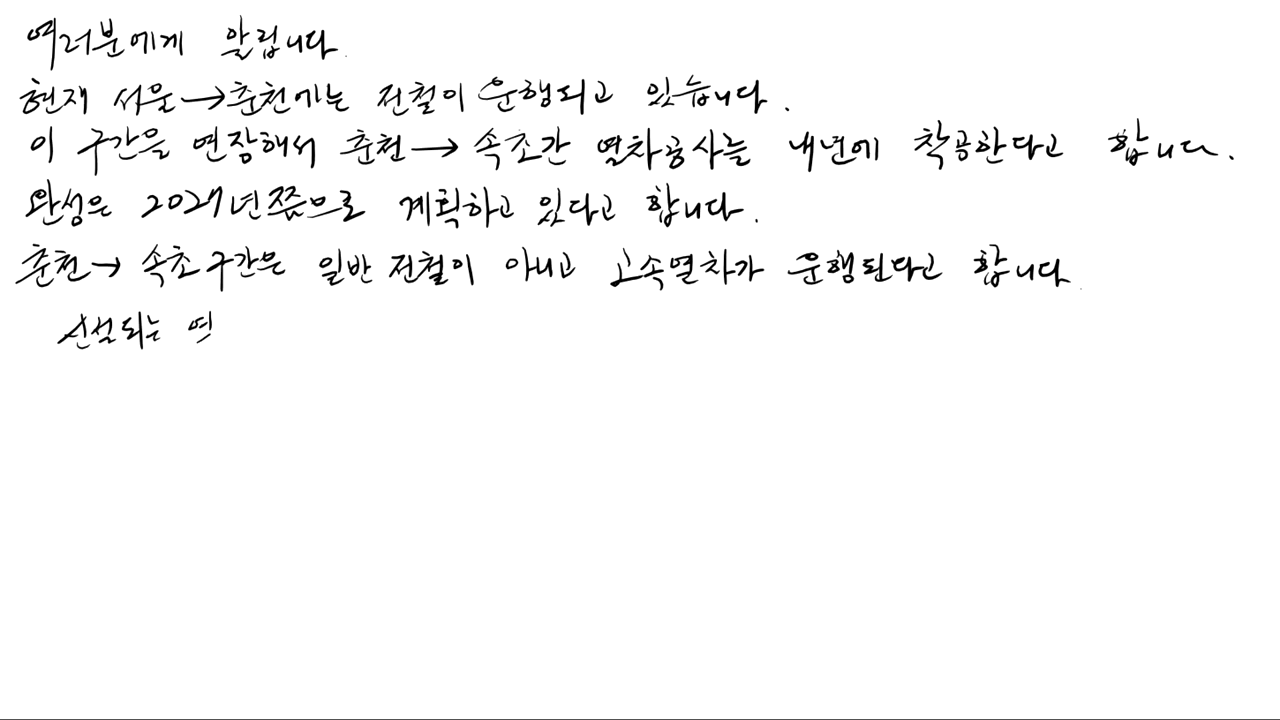 여러분에게 알립니다.
현재 서울→춘천에는 전철이 운행되고 있습니다.
이 구간을 연장해서 춘천→속초간 열차공사를 내년에 착공한다고 합니다.
완성은 2027년쯤으로 계획하고 있다고 합니다.
춘천→속초구간은 일반 전철이 아니고 고속열차가 운행된다고 합니다.
신설되는 역